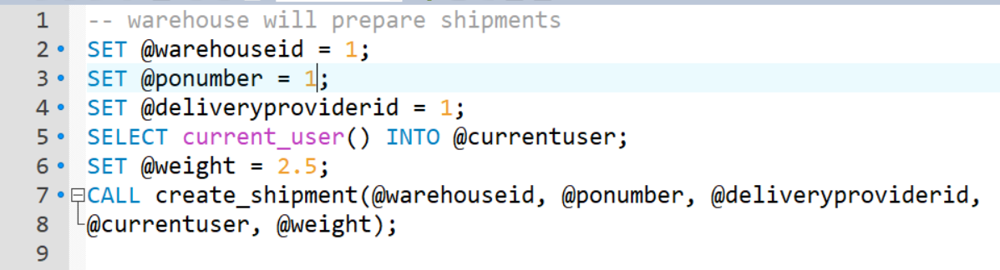 1 -- warehouse will prepare shipments
2 SET @warehouseid = 1;
3 SET @ponumber = 1;
4 SET @deliveryproviderid = 1;
5 SELECT current_user() INTO @currentuser;
6 SET @weight = 2.5;
7 CALL create_shipment(@warehouseid, @ponumber, @deliveryproviderid,
8 @currentuser, @weight);
9